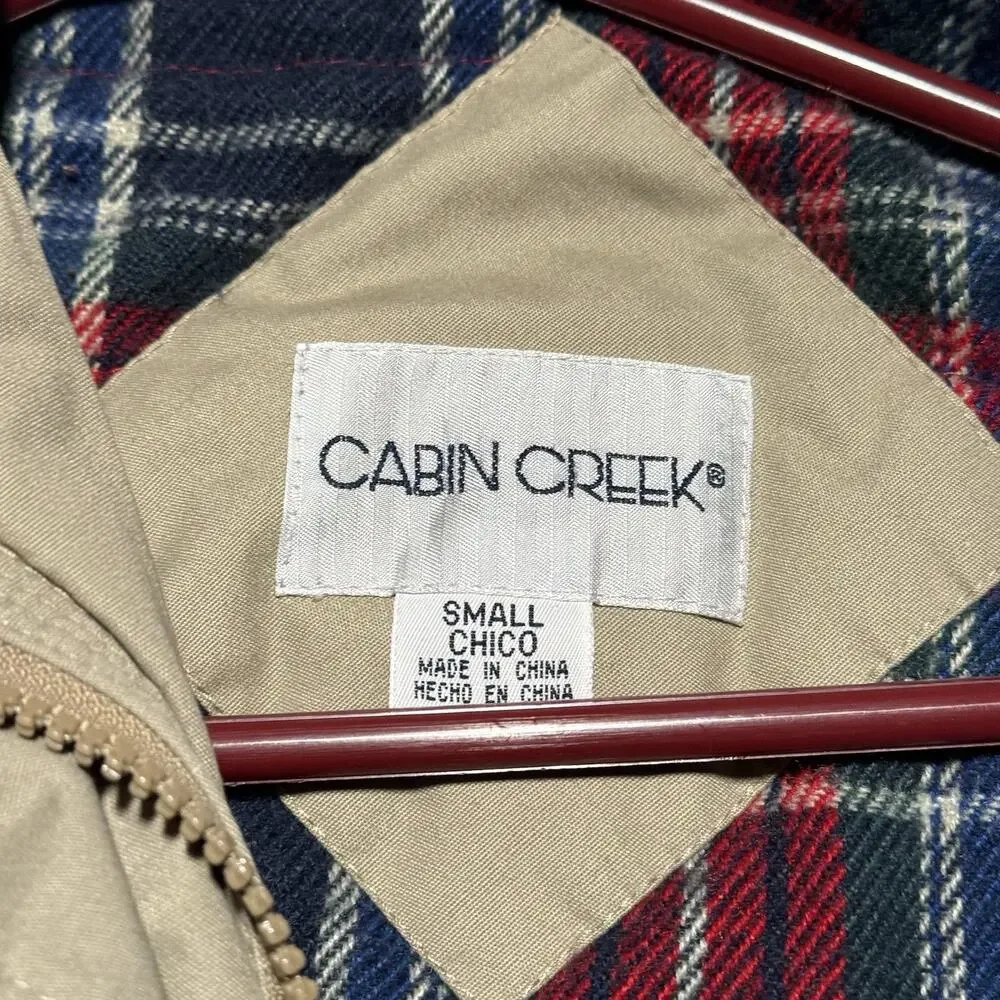 CABIN CREEK®
SMALL
CHICO
MADE IN CHINA
HECHO EN CHINA